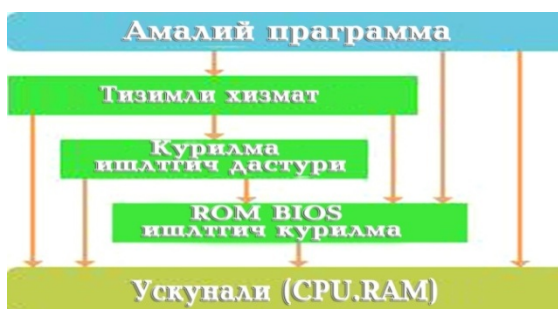 Амалий праграмма
Тизимли хизмат
Курилма
ишлтгич дастури
ROM BIOS
ишлтгич курилма
Ускунали (CPU.RAM)